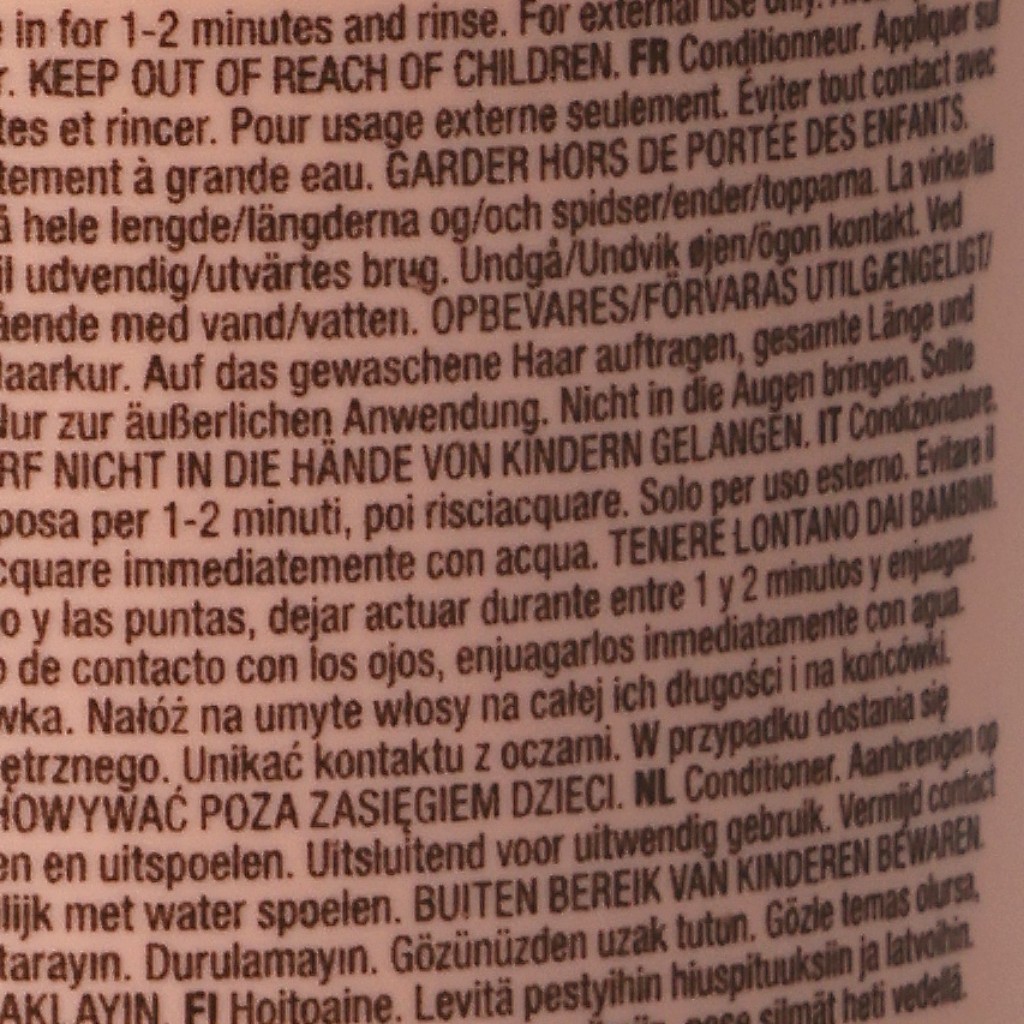 in for 1-2 minutes and rinse. For external use only.
KEEP OUT OF REACH OF CHILDREN. FR Conditionneur. Appliquer sur
tes et rincer. Pour usage externe seulement. Éviter tout contact avec
tement à grande eau. GARDER HORS DE PORTÉE DES ENFANTS.
hele lengde/längderna og/och spidser/ender/topparna. La virke/låt
il udvendig/utvärtes brug. Undgå/Undvik øjen/ögon kontakt. Ved
ående med vand/vatten. OPBEVARES/FÖRVARAS UTILGÆNGELIGT/
aarkur. Auf das gewaschene Haar auftragen, gesamte Länge und
Nur zur äußerlichen Anwendung. Nicht in die Augen bringen. Sollte
RF NICHT IN DIE HÄNDE VON KINDERN GELANGEN. IT Condizionatore.
posa per 1-2 minuti, poi risciacquare. Solo per uso esterno. Evitare il
cquare immediatemente con acqua. TENERE LONTANO DAI BAMBINI.
o y las puntas, dejar actuar durante entre 1 y 2 minutos y enjuagar.
de contacto con los ojos, enjuagarlos inmediatamente con agua.
wka. Nałóż na umyte włosy na całej ich długości i na końcówki.
ętrznego. Unikać kontaktu z oczami. W przypadku dostania się
HOWYWAĆ POZA ZASIĘGIEM DZIECI. NL Conditioner. Aanbrengen op
en en uitspoelen. Uitsluitend voor uitwendig gebruik. Vermijd contact
lijk met water spoelen. BUITEN BEREIK VAN KINDEREN BEWAREN.
tarayın. Durulamayın. Gözünüzden uzak tutun. Gözle temas olursa,
AKLAYIN. FI Hoitoaine. Levitä pestyihin hiuspituuksiin ja latvoihin.
silmät heti vedellä.